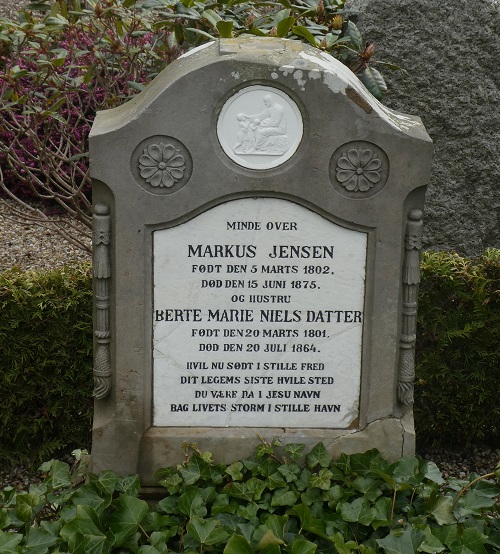 MINDE OVER
MARKUS JENSEN
FØDT DEN 5 MARTS 1802.
DØD DEN 15 JUNI 1875.
OG HUSTRU
BERTE MARIE NIELS DATTER
FØDT DEN 20 MARTS 1801.
DØD DEN 20 JULI 1864.
HVIL NU SØDT I STILLE FRED
DIT LEGEMS SIDSTE HVILE STED
DU VÆRE DA I JESU NAVN
BAG LIVETS STORM I STILLE HAVN